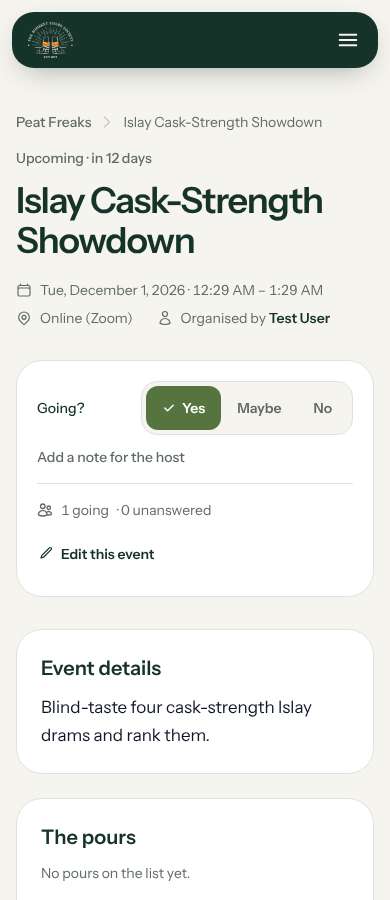 Peat Freaks > Islay Cask-Strength Showdown
Upcoming · in 12 days
Islay Cask-Strength
Showdown
Tue, December 1, 2026 · 12:29 AM – 1:29 AM
Online (Zoom) Organised by Test User
Going? Yes Maybe No
Add a note for the host
1 going · 0 unanswered
Edit this event
Event details
Blind-taste four cask-strength Islay
drams and rank them.
The pours
No pours on the list yet.